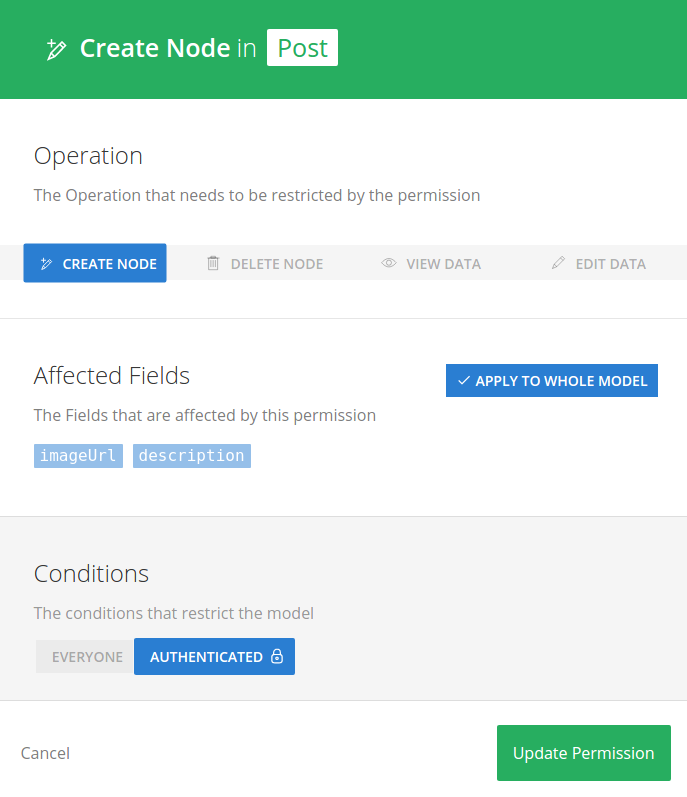 Create Node in Post
Operation
The Operation that needs to be restricted by the permission
CREATE NODE DELETE NODE VIEW DATA EDIT DATA
Affected Fields
APPLY TO WHOLE MODEL
The Fields that are affected by this permission
imageUrl description
Conditions
The conditions that restrict the model
EVERYONE AUTHENTICATED
Cancel Update Permission